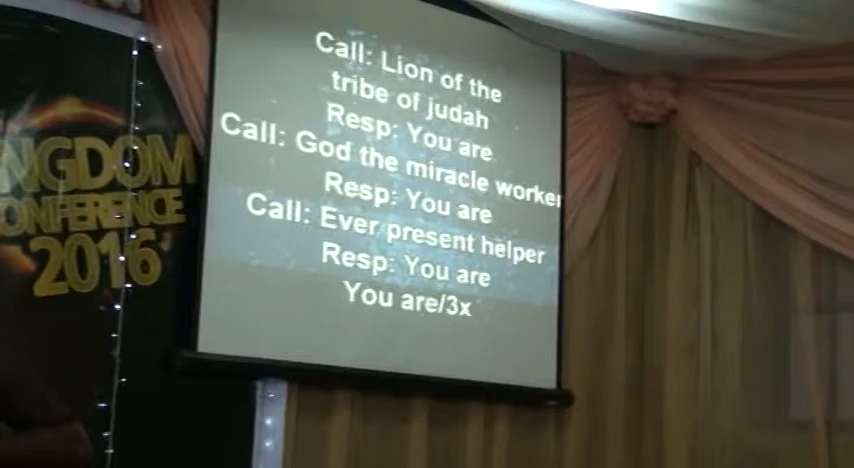 Call: Lion of the
tribe of judah
Resp: You are
Call: God the miracle worker
Resp: You are
Call: Ever present helper
Resp: You are
You are/3x
NGDOM
CONFERENCE
2016